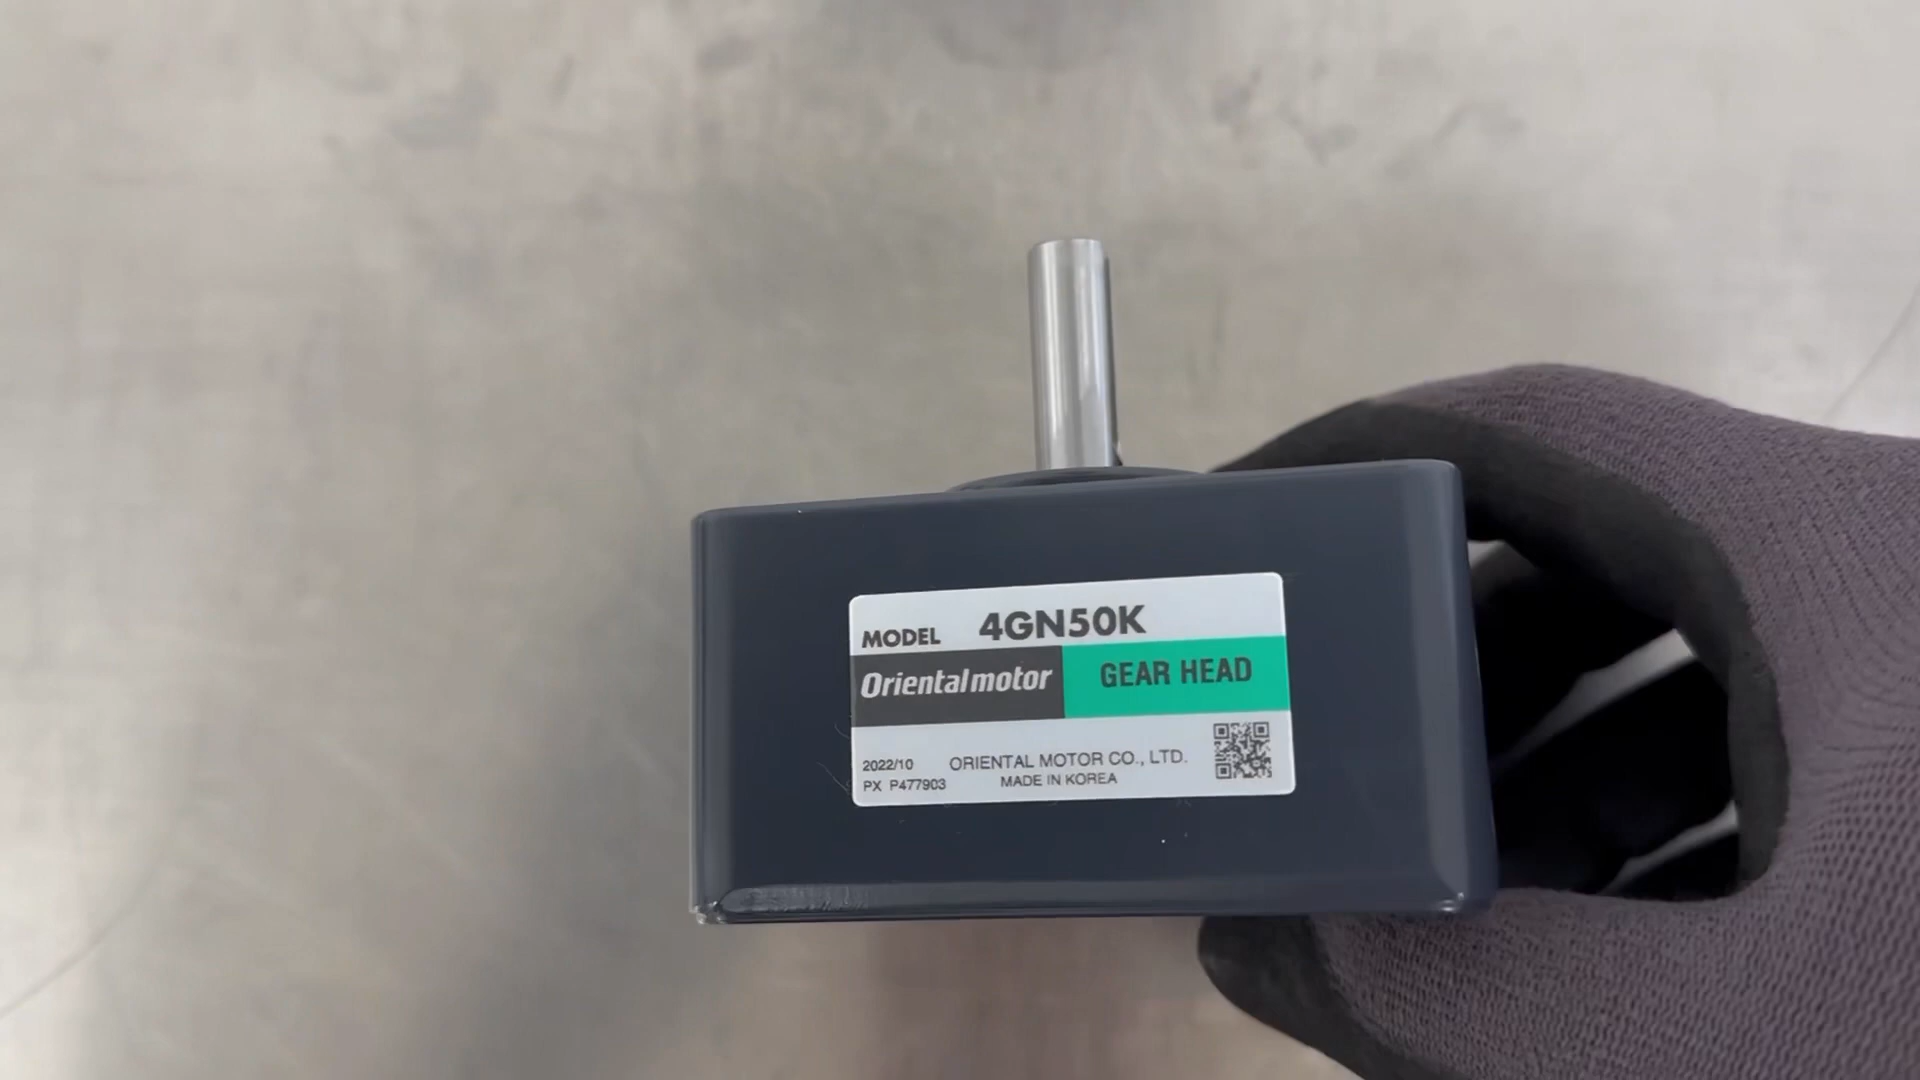 MODEL 4GN50K
Orientalmotor GEAR HEAD
2022/10 ORIENTAL MOTOR CO., LTD.
PX P477903 MADE IN KOREA